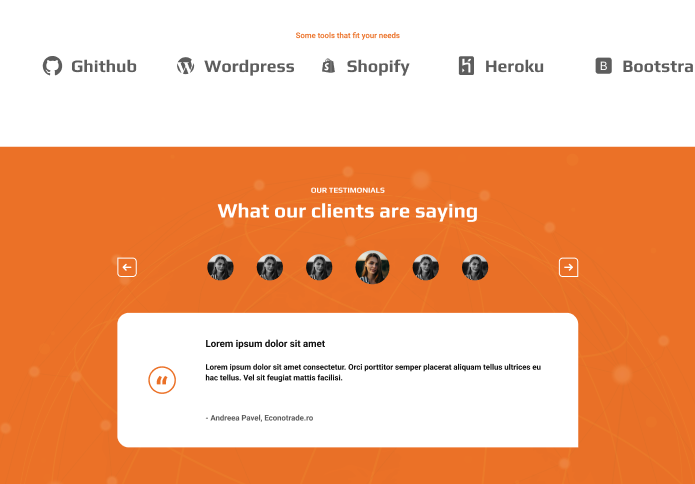 Some tools that fit your needs
Ghithub Wordpress Shopify Heroku Bootstra
OUR TESTIMONIALS
What our clients are saying
Lorem ipsum dolor sit amet
Lorem ipsum dolor sit amet consectetur. Orci porttitor semper placerat aliquam tellus ultrices eu
hac tellus. Vel sit feugiat mattis facilisi.
- Andreea Pavel, Econotrade.ro